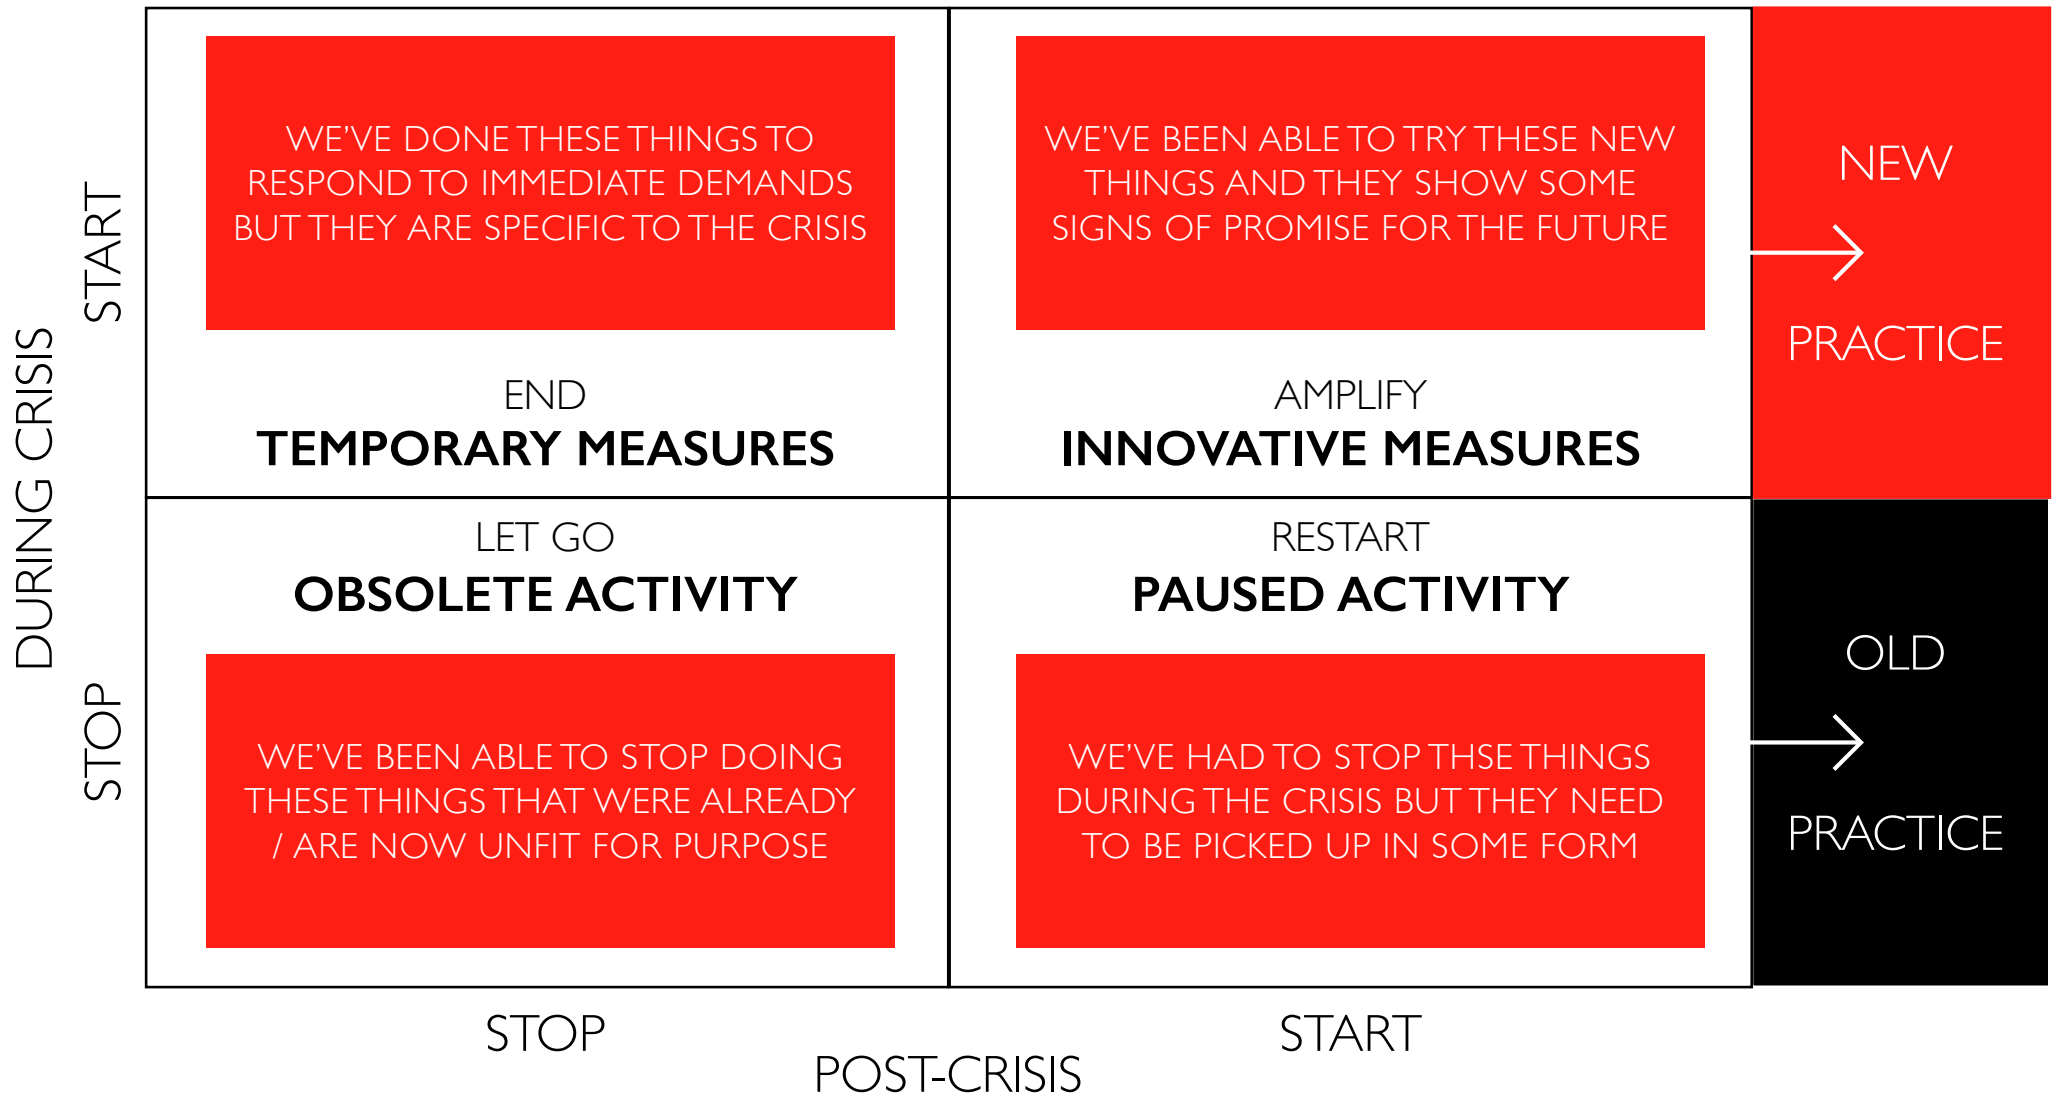 DURING CRISIS
START
STOP
WE'VE DONE THESE THINGS TO
RESPOND TO IMMEDIATE DEMANDS
BUT THEY ARE SPECIFIC TO THE CRISIS
END
TEMPORARY MEASURES
WE'VE BEEN ABLE TO TRY THESE NEW
THINGS AND THEY SHOW SOME
SIGNS OF PROMISE FOR THE FUTURE
AMPLIFY
INNOVATIVE MEASURES
NEW
PRACTICE
LET GO
OBSOLETE ACTIVITY
WE'VE BEEN ABLE TO STOP DOING
THESE THINGS THAT WERE ALREADY
/ ARE NOW UNFIT FOR PURPOSE
RESTART
PAUSED ACTIVITY
WE'VE HAD TO STOP THSE THINGS
DURING THE CRISIS BUT THEY NEED
TO BE PICKED UP IN SOME FORM
OLD
PRACTICE
STOP
START
POST-CRISIS